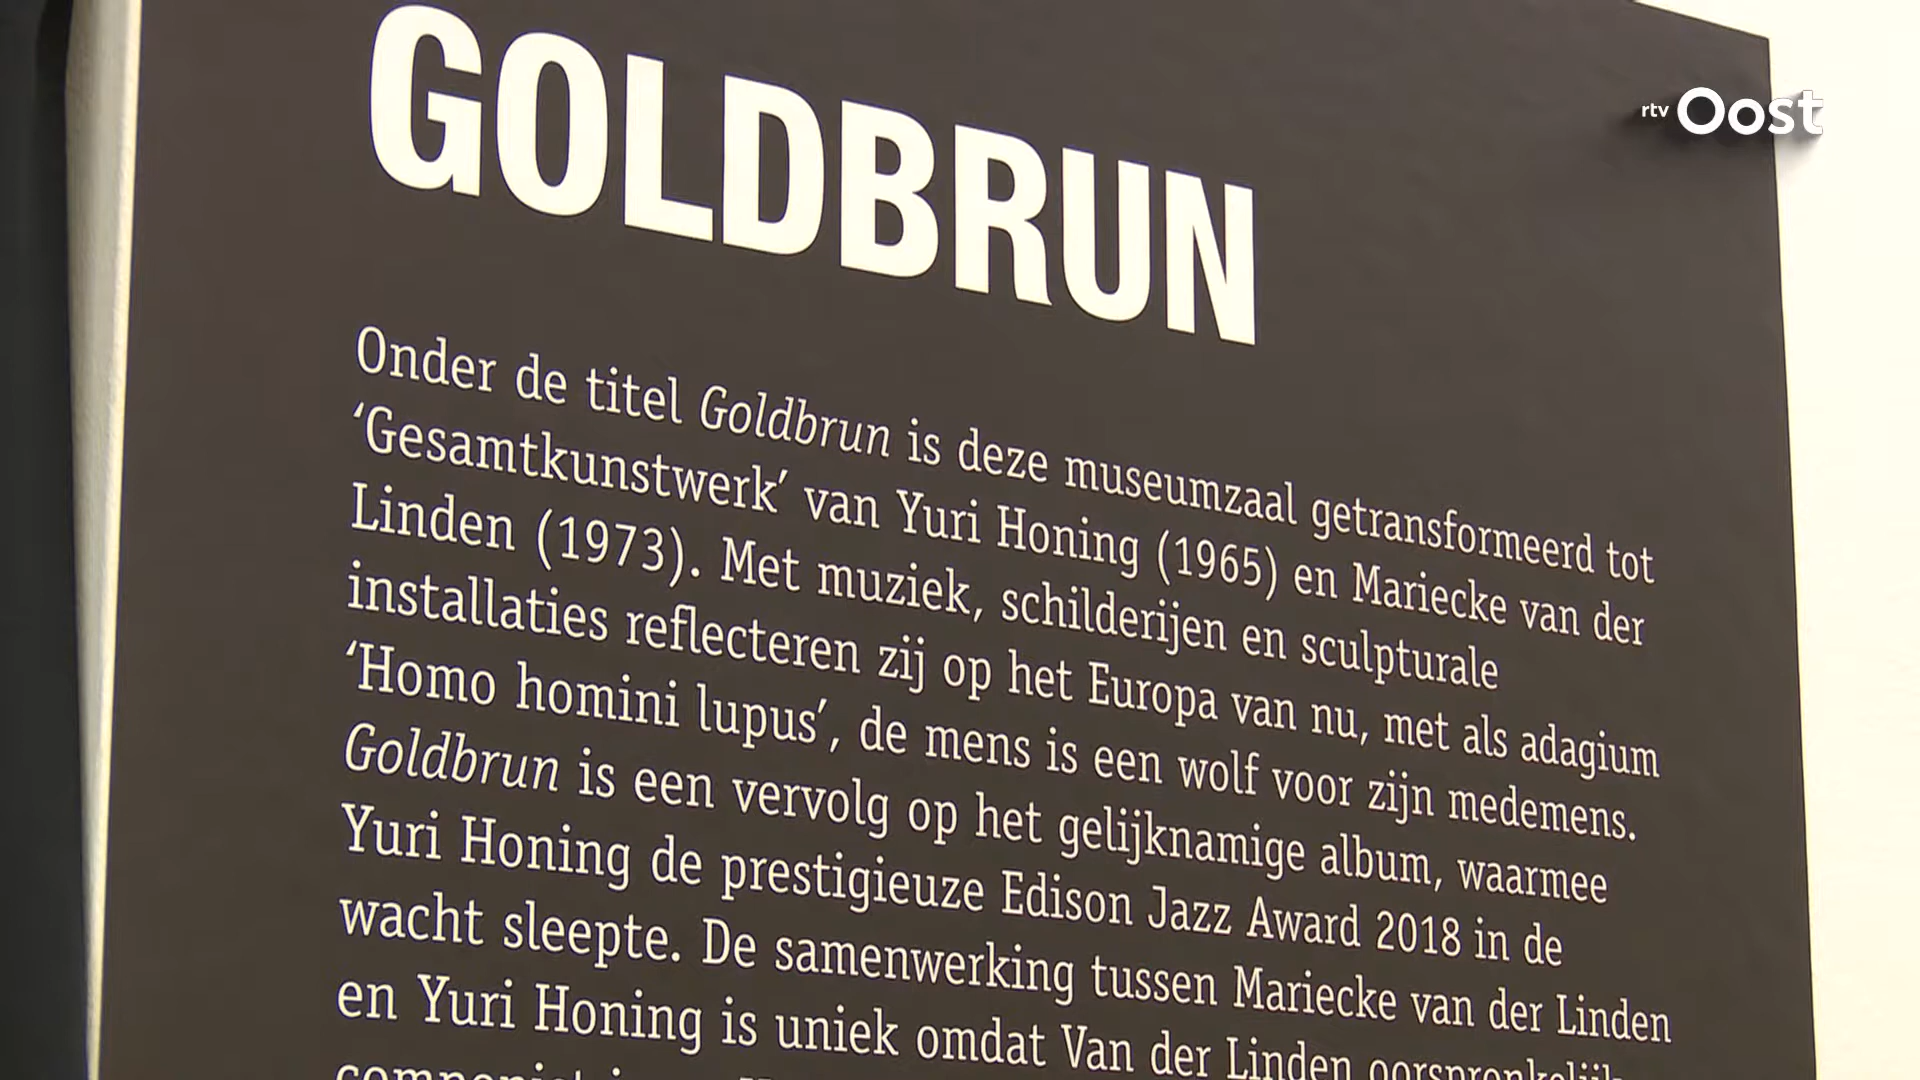 GOLDBRUN
rtv Oost
Onder de titel Goldbrun is deze museumzaal getransformeerd tot
‘Gesamtkunstwerk’ van Yuri Honing (1965) en Mariecke van der
Linden (1973). Met muziek, schilderijen en sculpturale
installaties reflecteren zij op het Europa van nu, met als adagium
‘Homo homini lupus’, de mens is een wolf voor zijn medemens.
Goldbrun is een vervolg op het gelijknamige album, waarmee
Yuri Honing de prestigieuze Edison Jazz Award 2018 in de
wacht sleepte. De samenwerking tussen Mariecke van der Linden
en Yuri Honing is uniek omdat Van der Linden oorspronkelijk